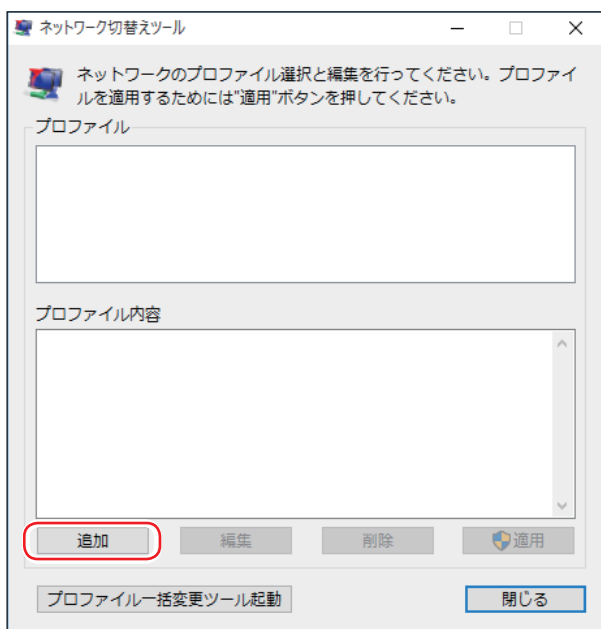 ネットワーク切替えツール
ネットワークのプロファイル選択と編集を行ってください。プロファイ
ルを適用するためには"適用"ボタンを押してください。
プロファイル
プロファイル内容
追加 編集 削除 適用
プロファイル一括変更ツール起動 閉じる